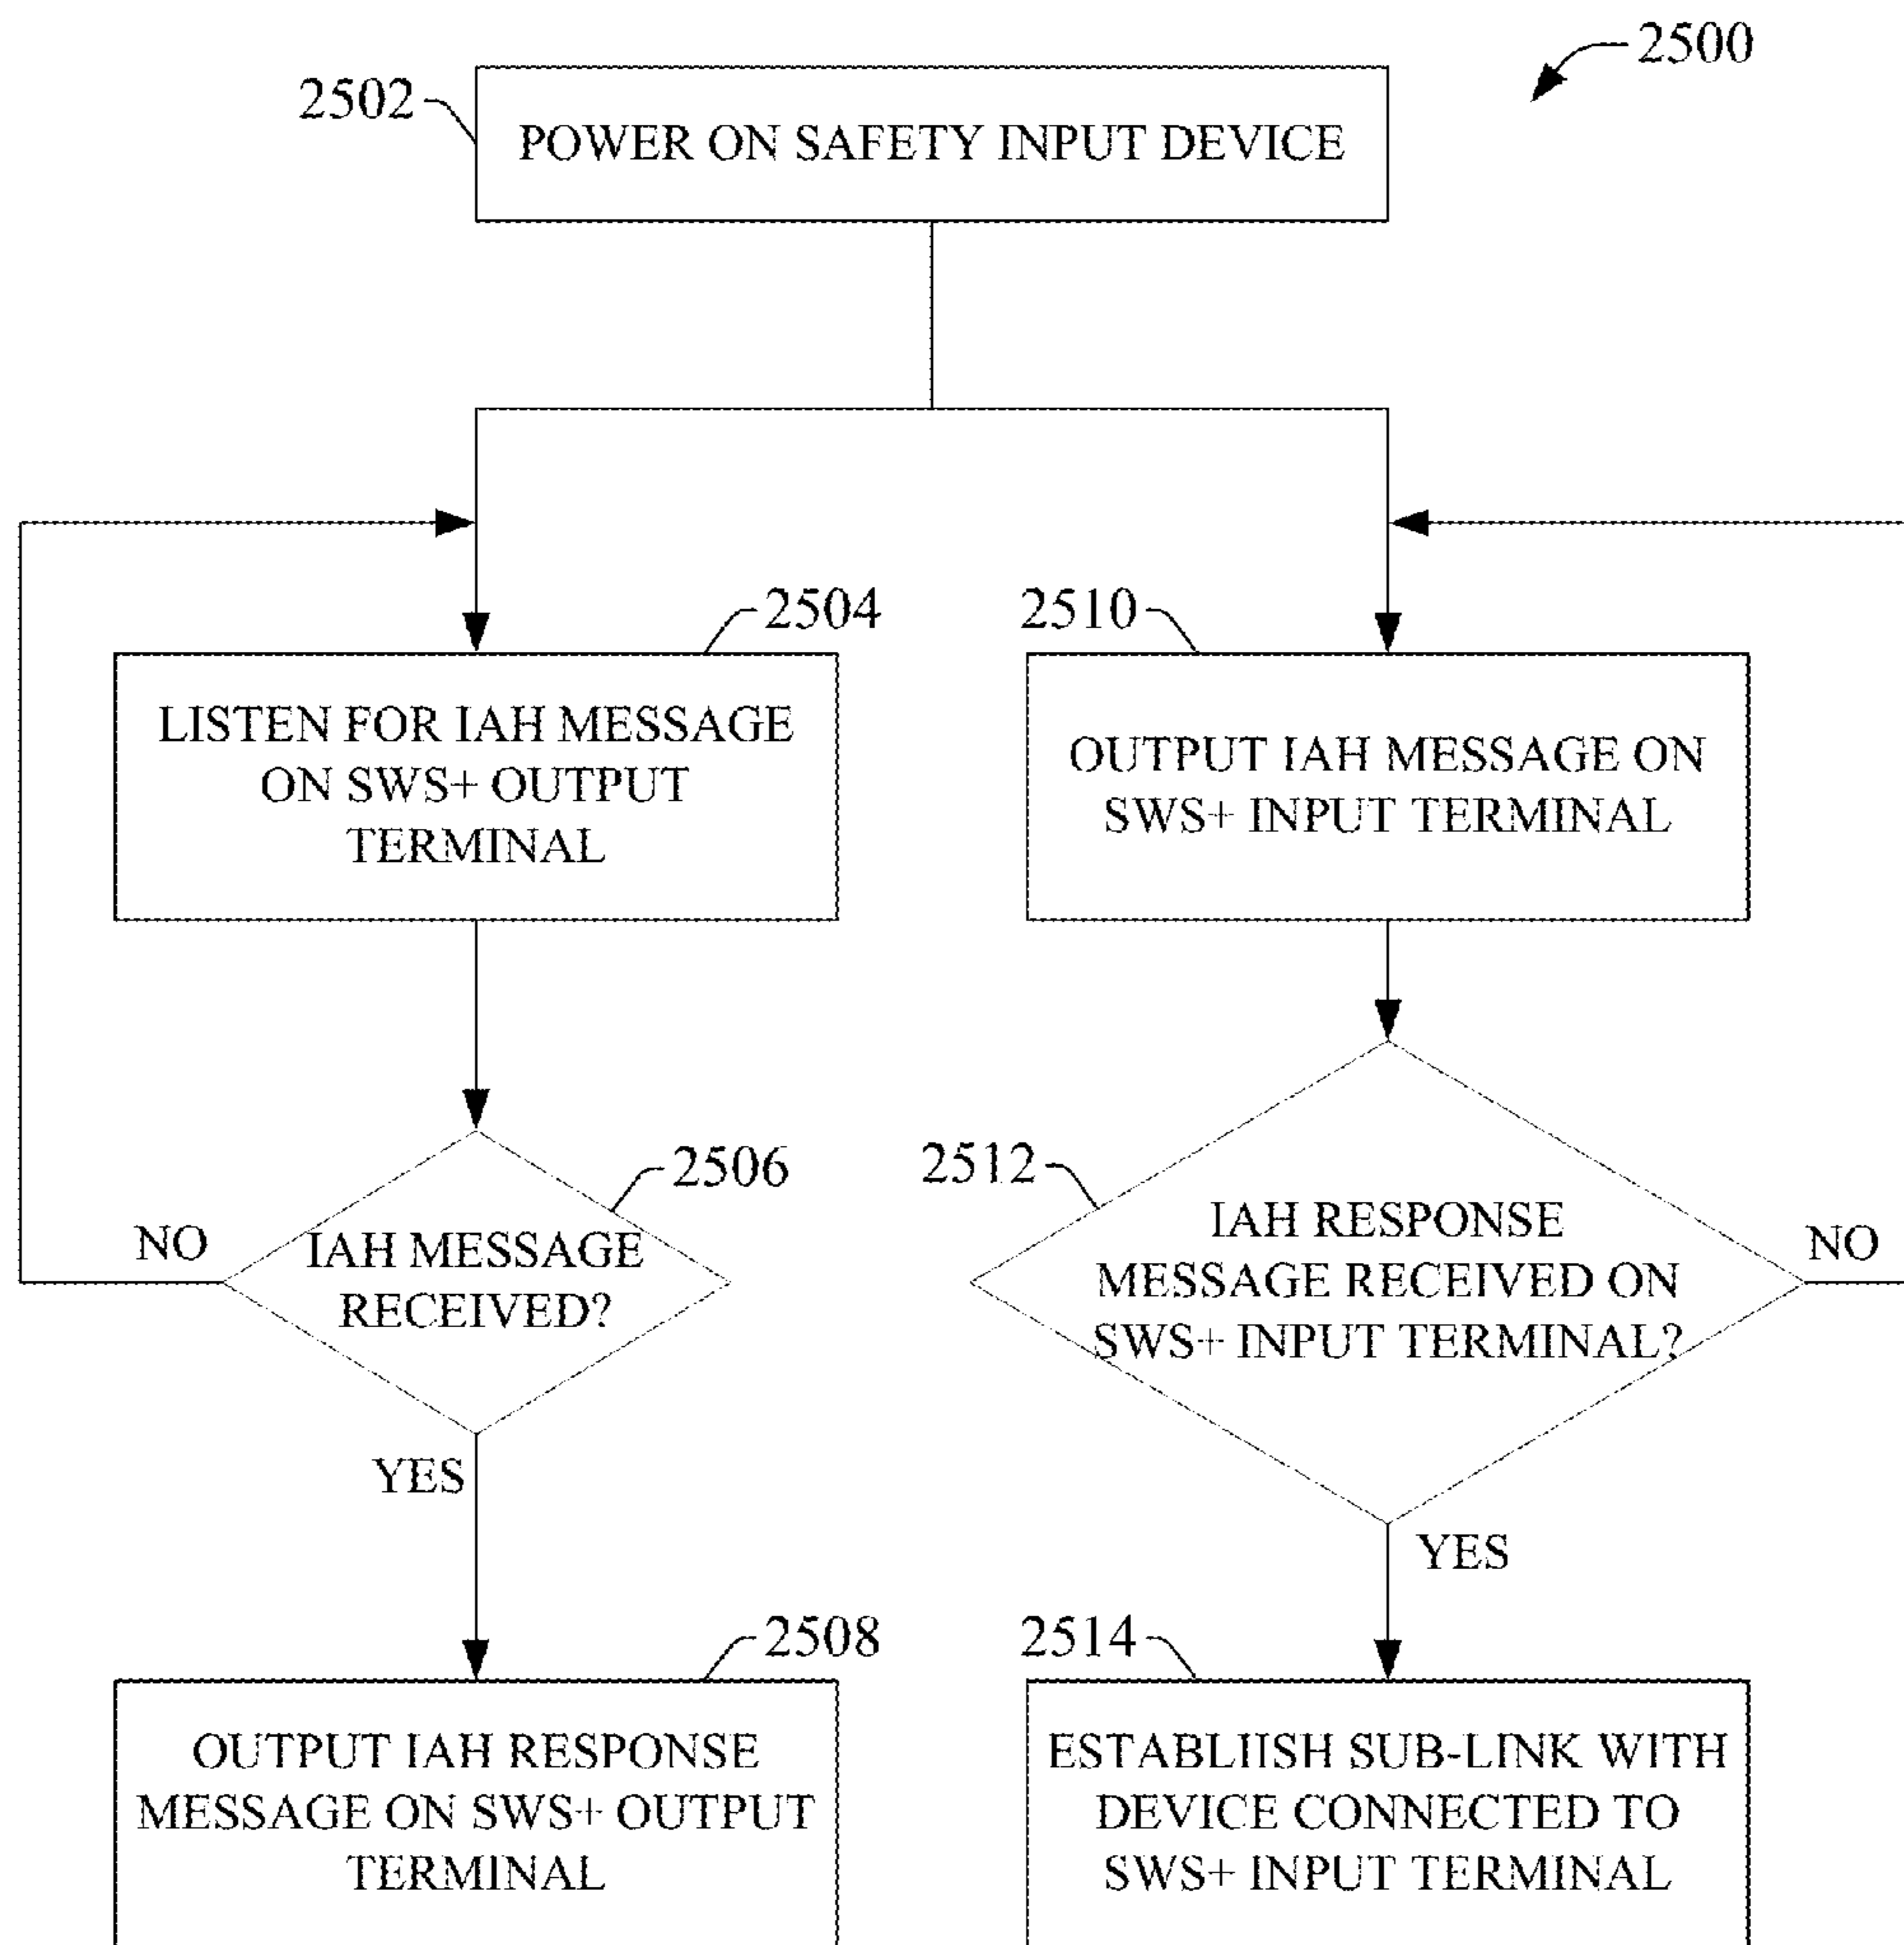 2500
2502
POWER ON SAFETY INPUT DEVICE
2504
LISTEN FOR IAH MESSAGE
ON SWS+ OUTPUT
TERMINAL
2510
OUTPUT IAH MESSAGE ON
SWS+ INPUT TERMINAL
2506
NO
IAH MESSAGE
RECEIVED?
YES
2512
IAH RESPONSE
MESSAGE RECEIVED ON
SWS+ INPUT TERMINAL?
NO
YES
2508
OUTPUT IAH RESPONSE
MESSAGE ON SWS+ OUTPUT
TERMINAL
2514
ESTABLIISH SUB-LINK WITH
DEVICE CONNECTED TO
SWS+ INPUT TERMINAL